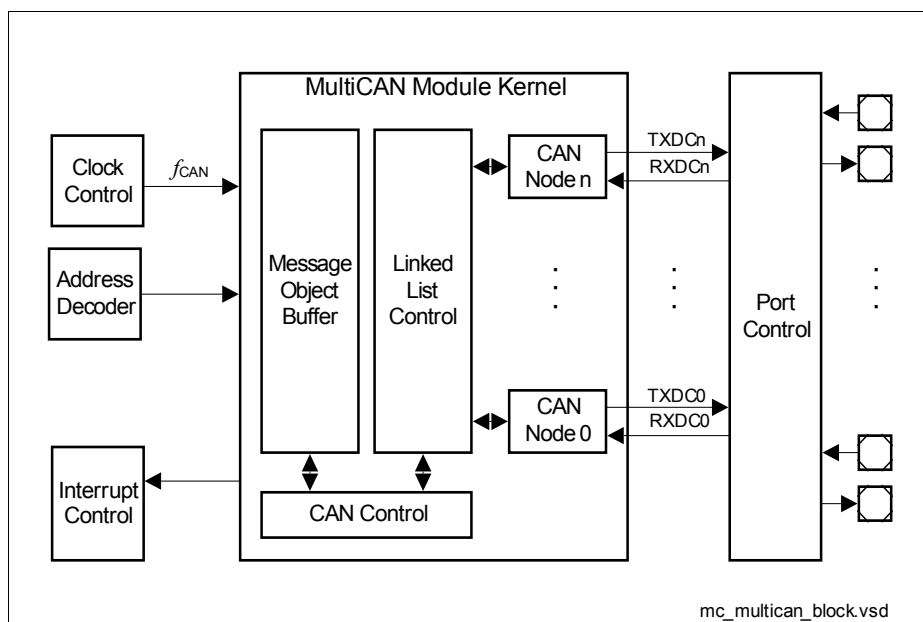 MultiCAN Module Kernel
Clock
Control
fCAN
Address
Decoder
Interrupt
Control
Message
Object
Buffer
Linked
List
Control
CAN Control
CAN
Node n
CAN
Node 0
TXDCn
RXDCn
TXDC0
RXDC0
Port
Control
mc_multican_block.vsd